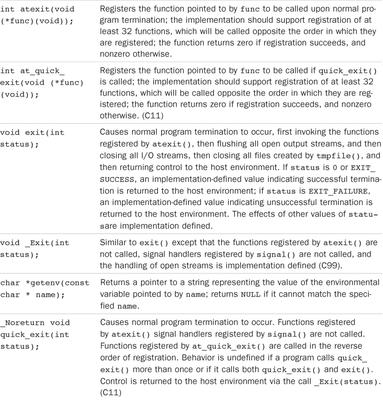 int atexit(void
(*func)(void));
Registers the function pointed to by func to be called upon normal pro-
gram termination; the implementation should support registration of at
least 32 functions, which will be called opposite the order in which they
are registered; the function returns zero if registration succeeds, and
nonzero otherwise.
int at_quick_
exit(void (*func)
(void));
Registers the function pointed to by func to be called if quick_exit()
is called; the implementation should support registration of at least 32
functions, which will be called opposite the order in which they are reg-
istered; the function returns zero if registration succeeds, and nonzero
otherwise. (C11)
void exit(int
status);
Causes normal program termination to occur, first invoking the functions
registered by atexit(), then flushing all open output streams, and then
closing all I/O streams, then closing all files created by tmpfile(), and
then returning control to the host environment. If status is 0 or EXIT_
SUCCESS, an implementation-defined value indicating successful termina-
tion is returned to the host environment; if status is EXIT_FAILURE,
an implementation-defined value indicating unsuccessful termination is
returned to the host environment. The effects of other values of statu-
sare implementation defined.
void _Exit(int
status);
Similar to exit() except that the functions registered by atexit() are
not called, signal handlers registered by signal() are not called, and
the handling of open streams is implementation defined (C99).
char *getenv(const
char * name);
Returns a pointer to a string representing the value of the environmental
variable pointed to by name; returns NULL if it cannot match the speci-
fied name.
_Noreturn void
quick_exit(int
status);
Causes normal program termination to occur. Functions registered
by atexit() signal handlers registered by signal() are not called.
Functions registered by at_quick_exit() are called in the reverse
order of registration. Behavior is undefined if a program calls quick_
exit() more than once or if it calls both quick_exit() and exit().
Control is returned to the host environment via the call _Exit(status).
(C11)